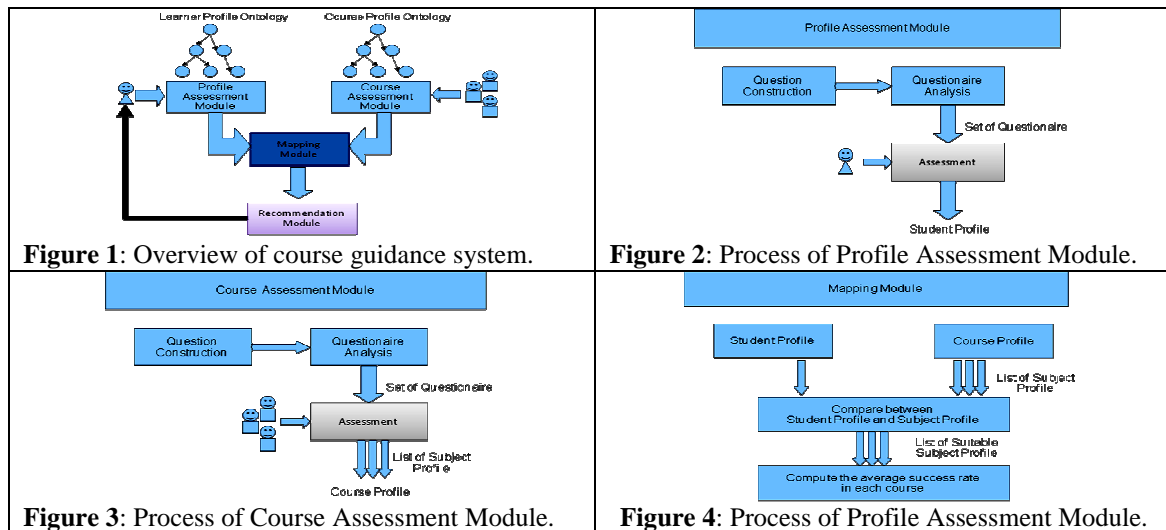 Learner Profile Ontology
Course Profile Ontology
Profile
Assessment
Module
Course
Assessment
Module
Mapping
Module
Recommendation
Module
Figure 1: Overview of course guidance system.
Profile Assessment Module
Question
Construction
Questionaire
Analysis
Set of Questionaire
Assessment
Student Profile
Figure 2: Process of Profile Assessment Module.
Course Assessment Module
Question
Construction
Questionaire
Analysis
Set of Questionaire
Assessment
List of Subject
Profile
Course Profile
Figure 3: Process of Course Assessment Module.
Mapping Module
Student Profile
Course Profile
List of Subject
Profile
Compare between
Student Profile and Subject Profile
List of Suitable
Subject Profile
Compute the average success rate
in each course
Figure 4: Process of Profile Assessment Module.